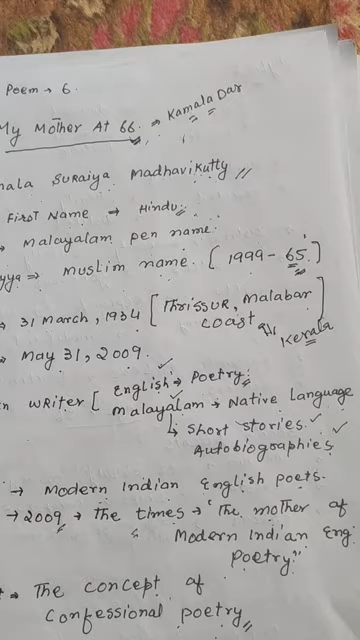 Poem → 6.
My Mother At 66. ⇒ Kamala Das
mala Suraiya Madhavikutty //
First Name → Hindu
→ Malayalam pen name.
yya ⇒ Muslim name. [1999 - 65]
→ 31 March, 1934 [Thrissur, Malabar
coast
Kerala
→ May 31, 2009.
n writer [English → Poetry
Malayalam → Native language
↳ short stories. ✓
Autobiographies ✓
→ Modern Indian English poets.
→ 2009 → The times → "The mother of
Modern Indian Eng
Poetry"
→ The concept of
confessional poetry //